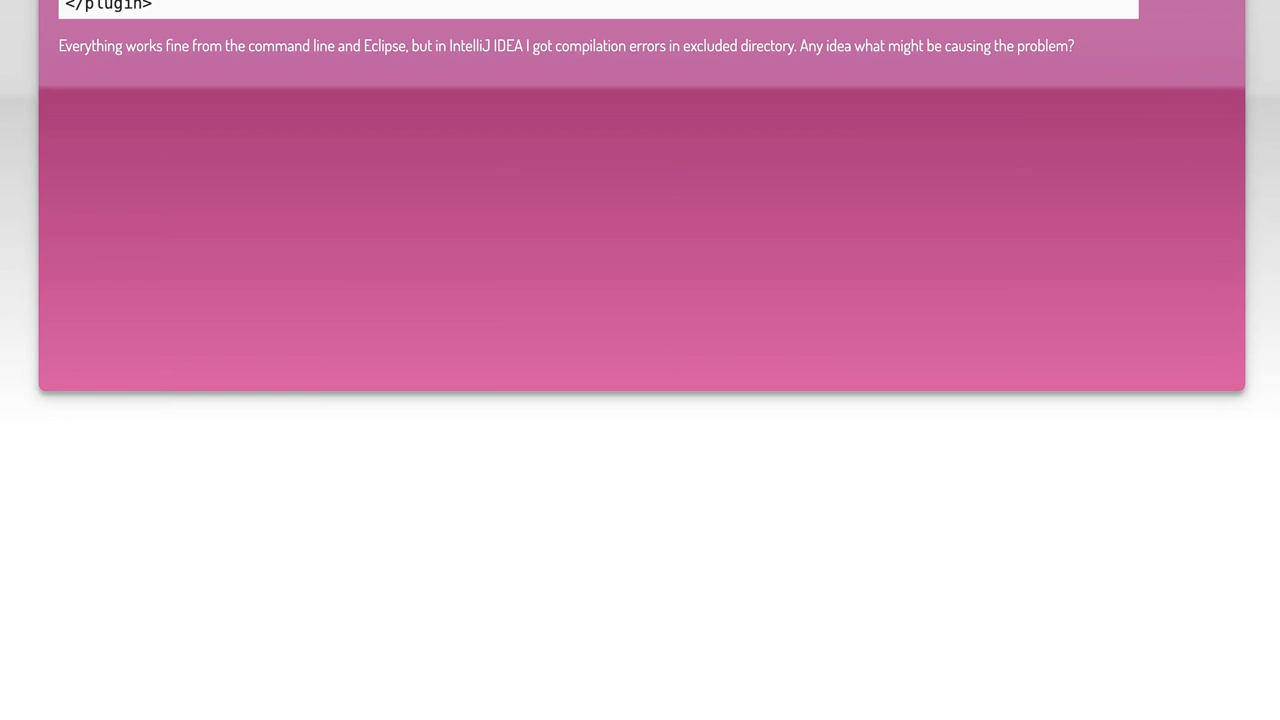 </plugin>
Everything works fine from the command line and Eclipse, but in IntelliJ IDEA I got compilation errors in excluded directory. Any idea what might be causing the problem?